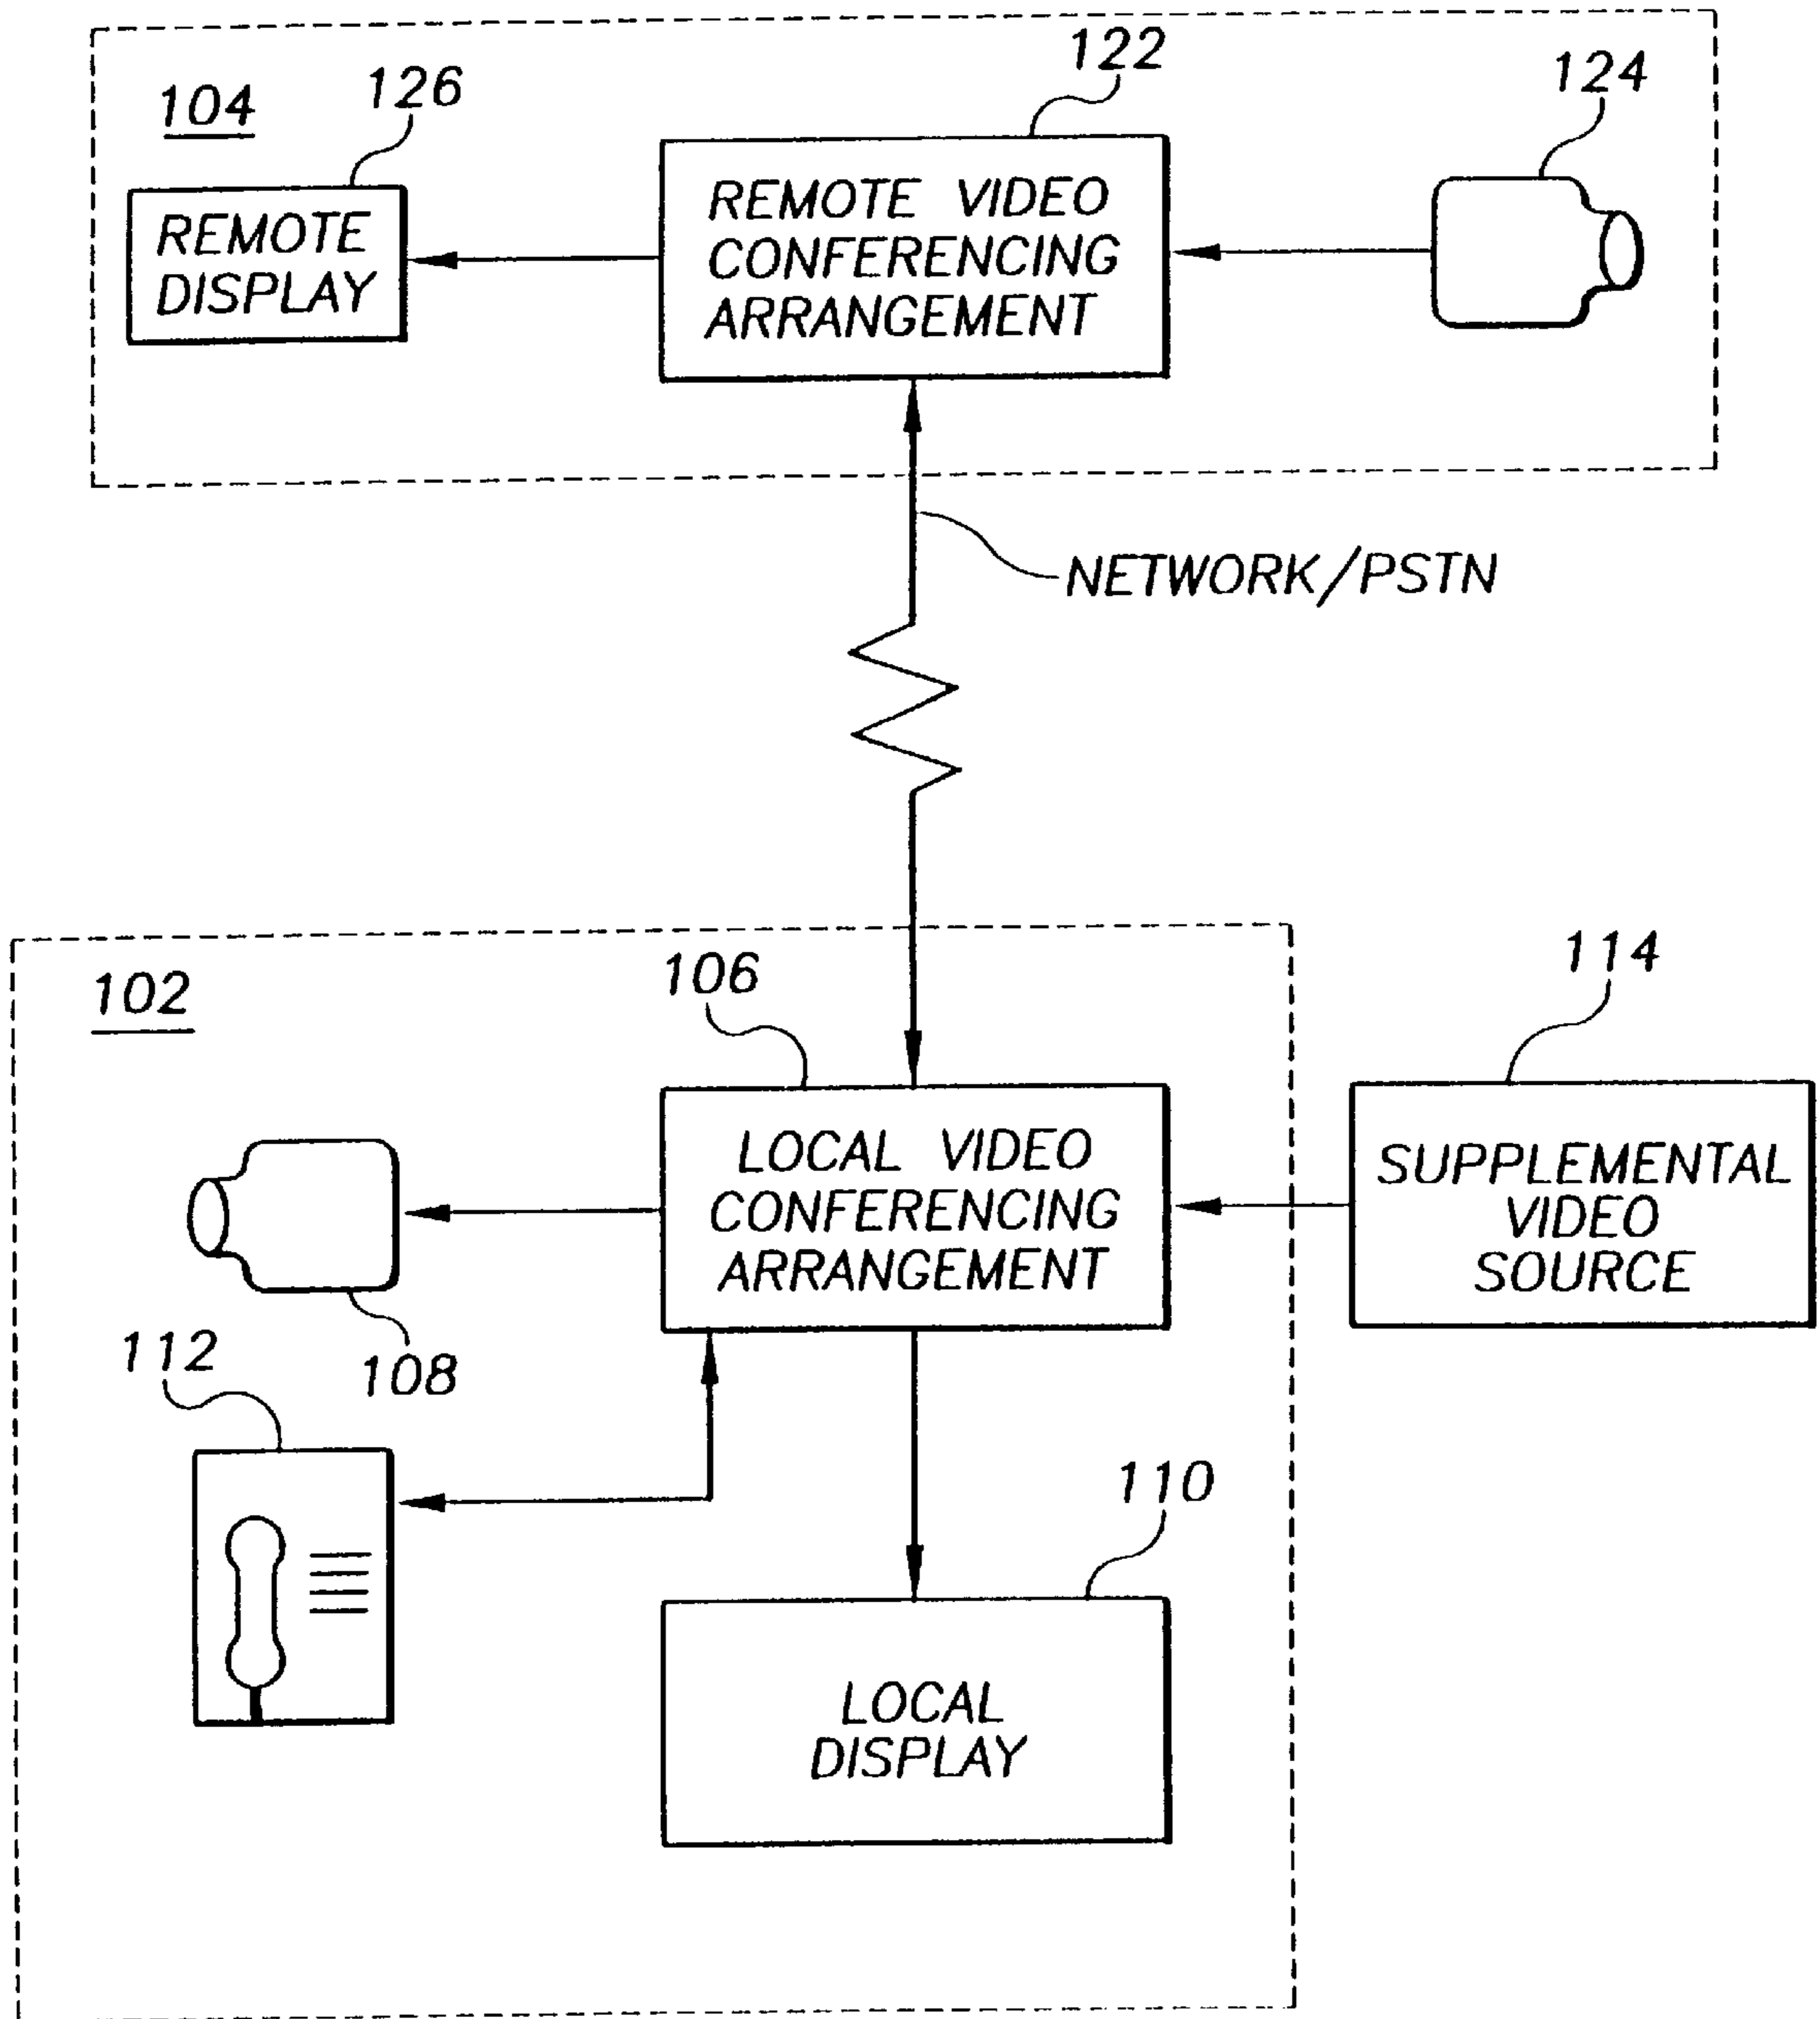 122
124
126
104
REMOTE VIDEO
CONFERENCING
ARRANGEMENT
REMOTE
DISPLAY
NETWORK/PSTN
114
106
102
LOCAL VIDEO
CONFERENCING
ARRANGEMENT
SUPPLEMENTAL
VIDEO
SOURCE
112
108
110
LOCAL
DISPLAY